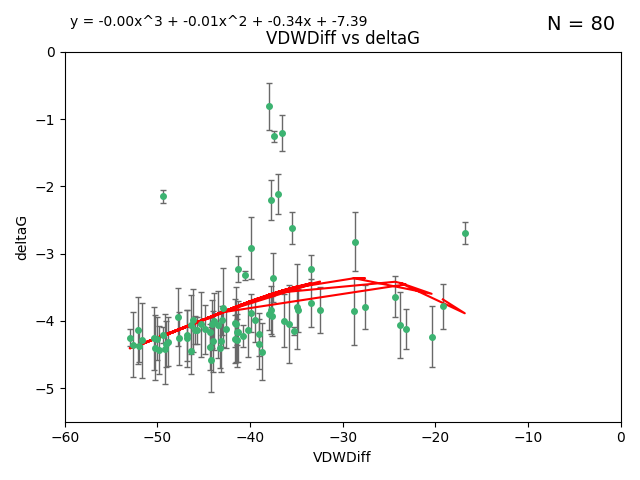 y = -0.00x^3 + -0.01x^2 + -0.34x + -7.39
N = 80
VDWDiff vs deltaG
0
−1
−2
−3
−4
−5
deltaG
−60 −50 −40 −30 −20 −10 0
VDWDiff